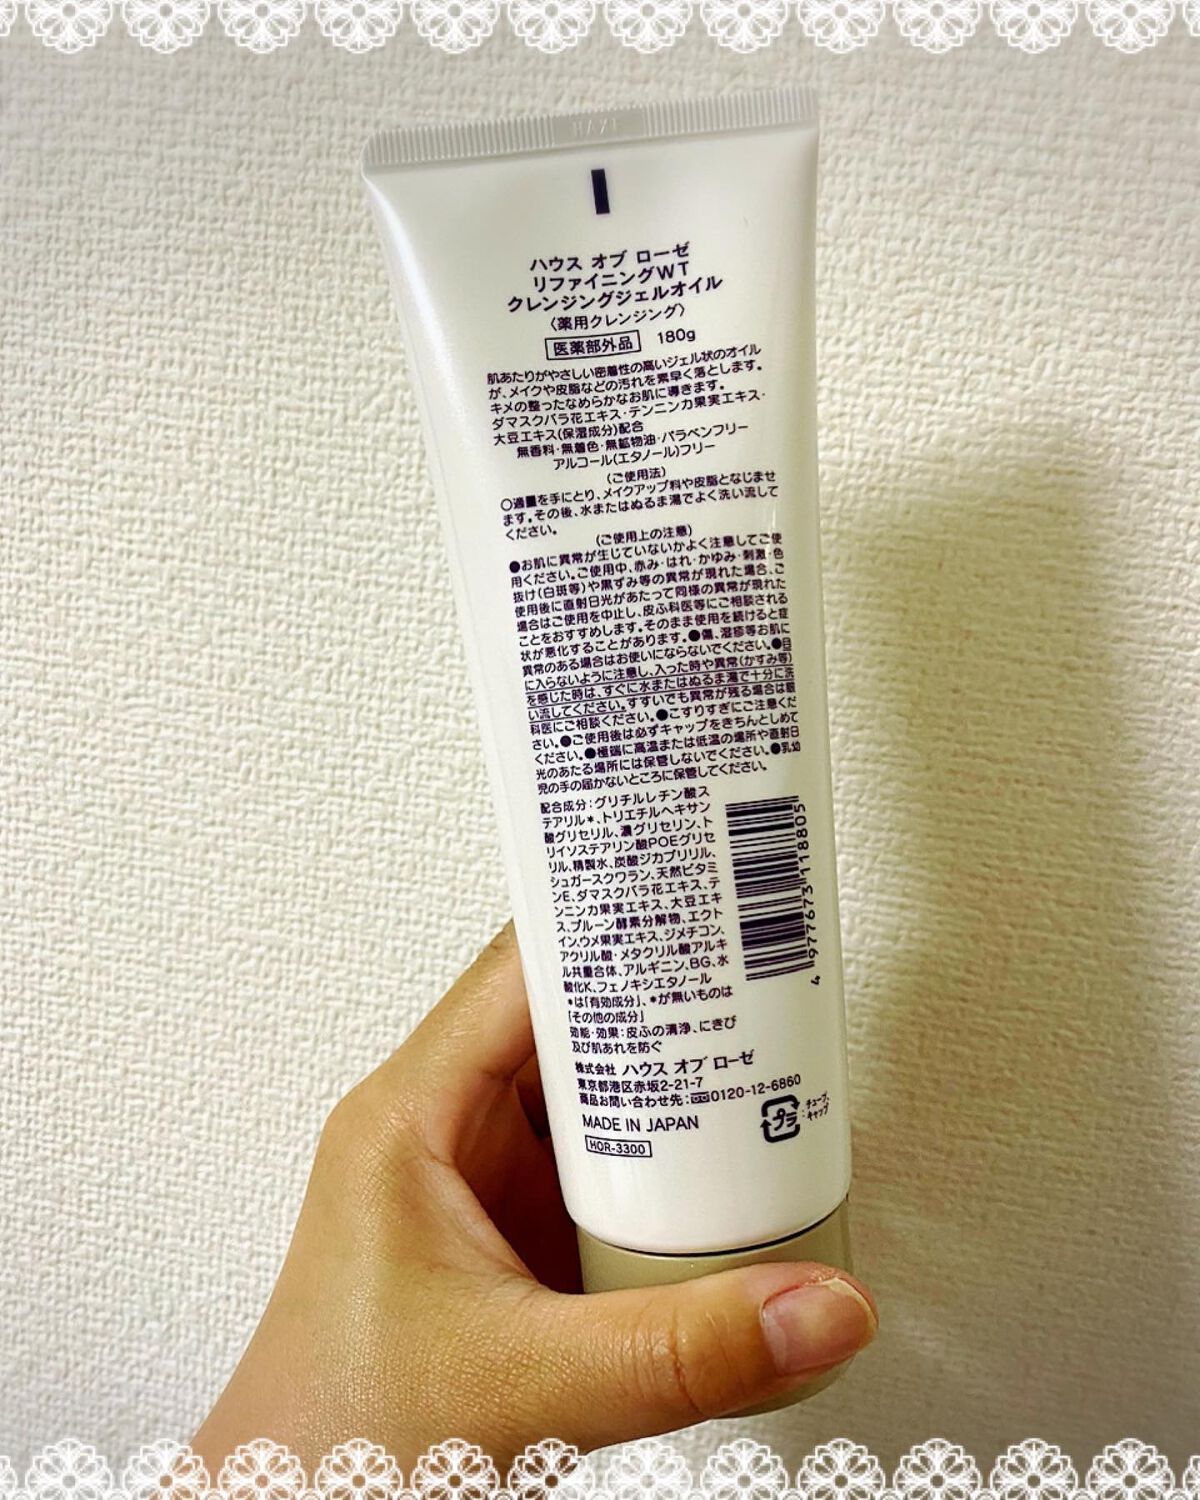 HAYI
ハウス オブ ローゼ
リファイニングWT
クレンジングジェルオイル
〈薬用クレンジング〉
医薬部外品 180g
肌あたりがやさしい密着性の高いジェル状のオイル
が、メイクや皮脂などの汚れを素早く落とします。
キメの整ったなめらかなお肌に導きます。
ダマスクバラ花エキス・テンニンカ果実エキス・
大豆エキス(保湿成分)配合
無香料・無着色・無鉱物油・パラベンフリー
アルコール(エタノール)フリー
〈ご使用法〉
○適量を手にとり、メイクアップ料や皮脂となじませ
ます。その後、水またはぬるま湯でよく洗い流して
ください。
〈ご使用上の注意〉
●お肌に異常が生じていないかよく注意してご使
用ください。ご使用中、赤み・はれ・かゆみ・刺激・色
抜け(白斑等)や黒ずみ等の異常が現れた場合、ご
使用後に直射日光があたって同様の異常が現れた
場合はご使用を中止し、皮ふ科医等にご相談される
ことをおすすめします。そのまま使用を続けると症
状が悪化することがあります。●傷、湿疹等お肌に
異常のある場合はお使いにならないでください。●目
に入らないように注意し、入った時や異常(かすみ等)
を感じた時は、すぐに水またはぬるま湯で十分に洗
い流してください。すすいでも異常が残る場合は眼
科医にご相談ください。●こすりすぎにご注意くだ
さい。●ご使用後は必ずキャップをきちんとしめて
ください。●極端に高温または低温の場所や直射日
光のあたる場所には保管しないでください。●乳幼
児の手の届かないところに保管してください。
配合成分:グリチルレチン酸ス
テアリル*、トリエチルヘキサン
酸グリセリル、濃グリセリン、ト
リイソステアリン酸POEグリセ
リル、精製水、炭酸ジカプリリル、
シュガースクワラン、天然ビタミ
ンE、ダマスクバラ花エキス、テ
ンニンカ果実エキス、大豆エキ
ス、プルーン酵素分解物、エクト
イン、ウメ果実エキス、ジメチコン、
アクリル酸・メタクリル酸アルキ
ル共重合体、アルギニン、BG、水
酸化K、フェノキシエタノール
*は「有効成分」、*が無いものは
「その他の成分」
効能・効果:皮ふの清浄、にきび
及び肌あれを防ぐ
4 977673 118805
株式会社 ハウス オブ ローゼ
東京都港区赤坂2-21-7
商品お問い合わせ先:0120-12-6860
MADE IN JAPAN
HOR-3300
プラ
チューブ、
キャップ